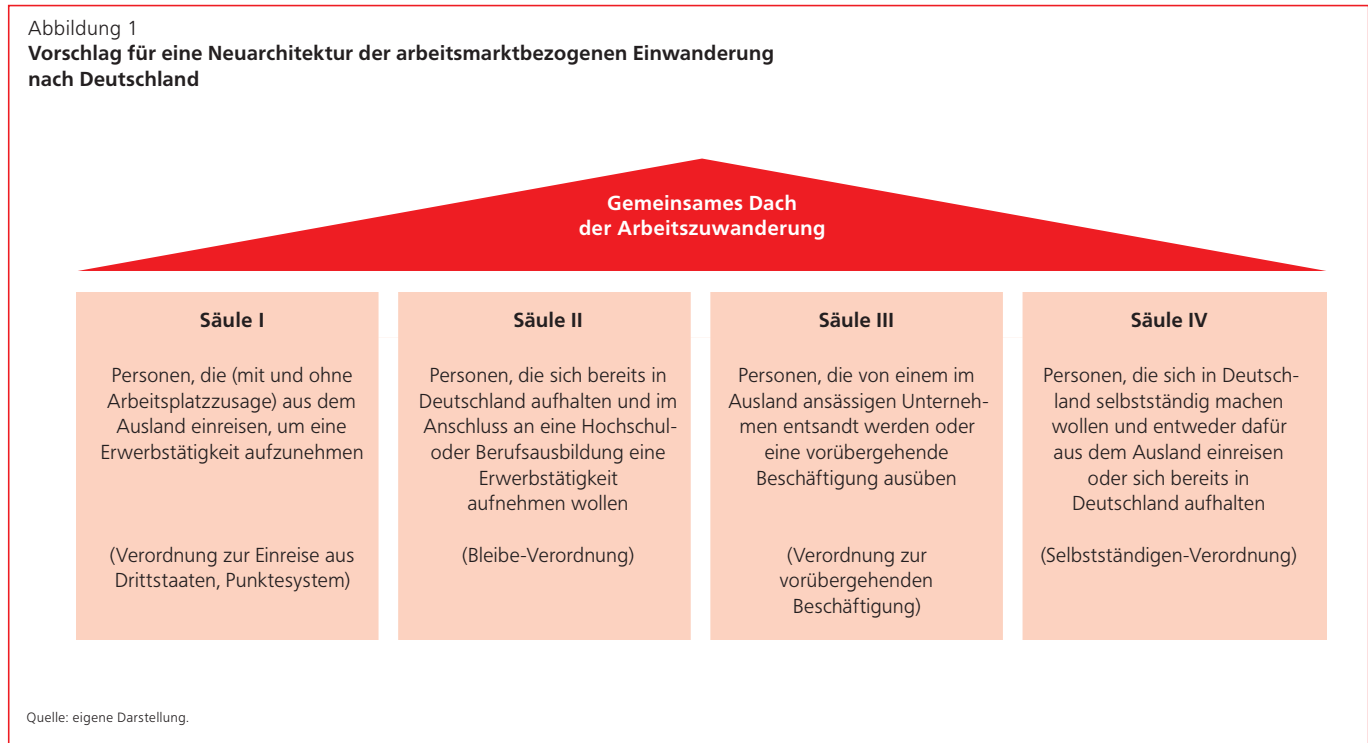 Abbildung 1
Vorschlag für eine Neuarchitektur der arbeitsmarktbezogenen Einwanderung
nach Deutschland
Gemeinsames Dach
der Arbeitszuwanderung
Säule I
Personen, die (mit und ohne
Arbeitsplatzzusage) aus dem
Ausland einreisen, um eine
Erwerbstätigkeit aufzunehmen
(Verordnung zur Einreise aus
Drittstaaten, Punktesystem)
Säule II
Personen, die sich bereits in
Deutschland aufhalten und im
Anschluss an eine Hochschul-
oder Berufsausbildung eine
Erwerbstätigkeit
aufnehmen wollen
(Bleibe-Verordnung)
Säule III
Personen, die von einem im
Ausland ansässigen Unterneh-
men entsandt werden oder
eine vorübergehende
Beschäftigung ausüben
(Verordnung zur
vorübergehenden
Beschäftigung)
Säule IV
Personen, die sich in Deutsch-
land selbstständig machen
wollen und entweder dafür
aus dem Ausland einreisen
oder sich bereits in
Deutschland aufhalten
(Selbstständigen-Verordnung)
Quelle: eigene Darstellung.